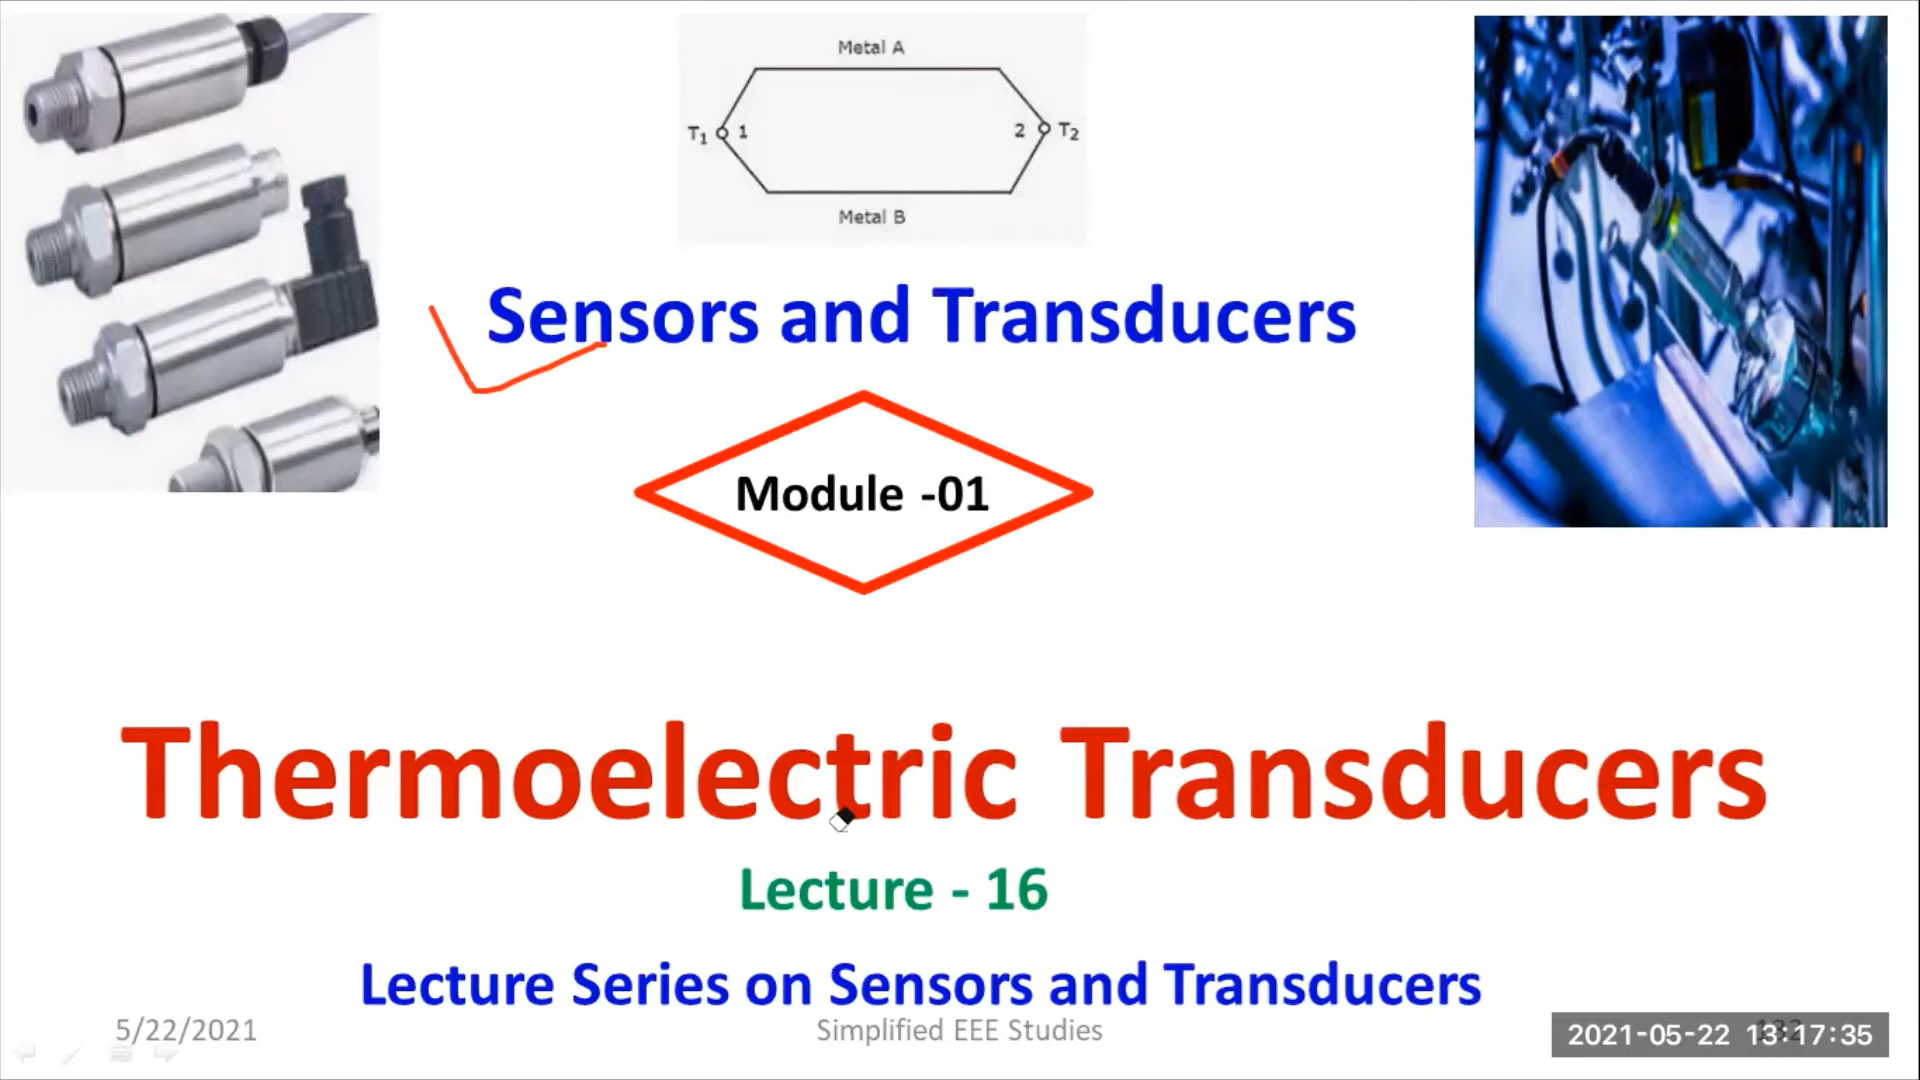 Metal A
T1 1 2 T2
Metal B
Sensors and Transducers
Module -01
Thermoelectric Transducers
Lecture - 16
Lecture Series on Sensors and Transducers
5/22/2021
Simplified EEE Studies
2021-05-22 13:17:35